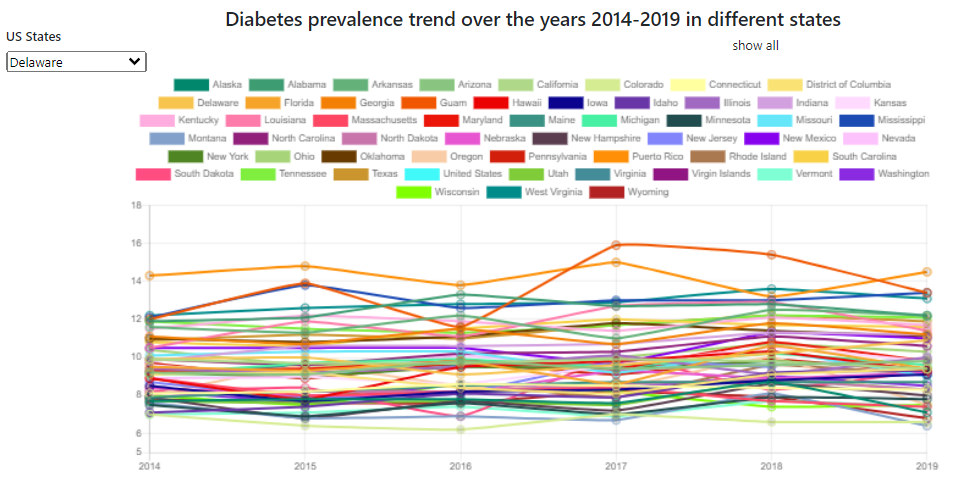 Diabetes prevalence trend over the years 2014-2019 in different states
US States
show all
Delaware
Alaska Alabama Arkansas Arizona California Colorado Connecticut District of Columbia
Delaware Florida Georgia Guam Hawaii Iowa Idaho Illinois Indiana Kansas
Kentucky Louisiana Massachusetts Maryland Maine Michigan Minnesota Missouri Mississippi
Montana North Carolina North Dakota Nebraska New Hampshire New Jersey New Mexico Nevada
New York Ohio Oklahoma Oregon Pennsylvania Puerto Rico Rhode Island South Carolina
South Dakota Tennessee Texas United States Utah Virginia Virgin Islands Vermont Washington
Wisconsin West Virginia Wyoming
18
16
14
12
10
8
6
5
2014 2015 2016 2017 2018 2019